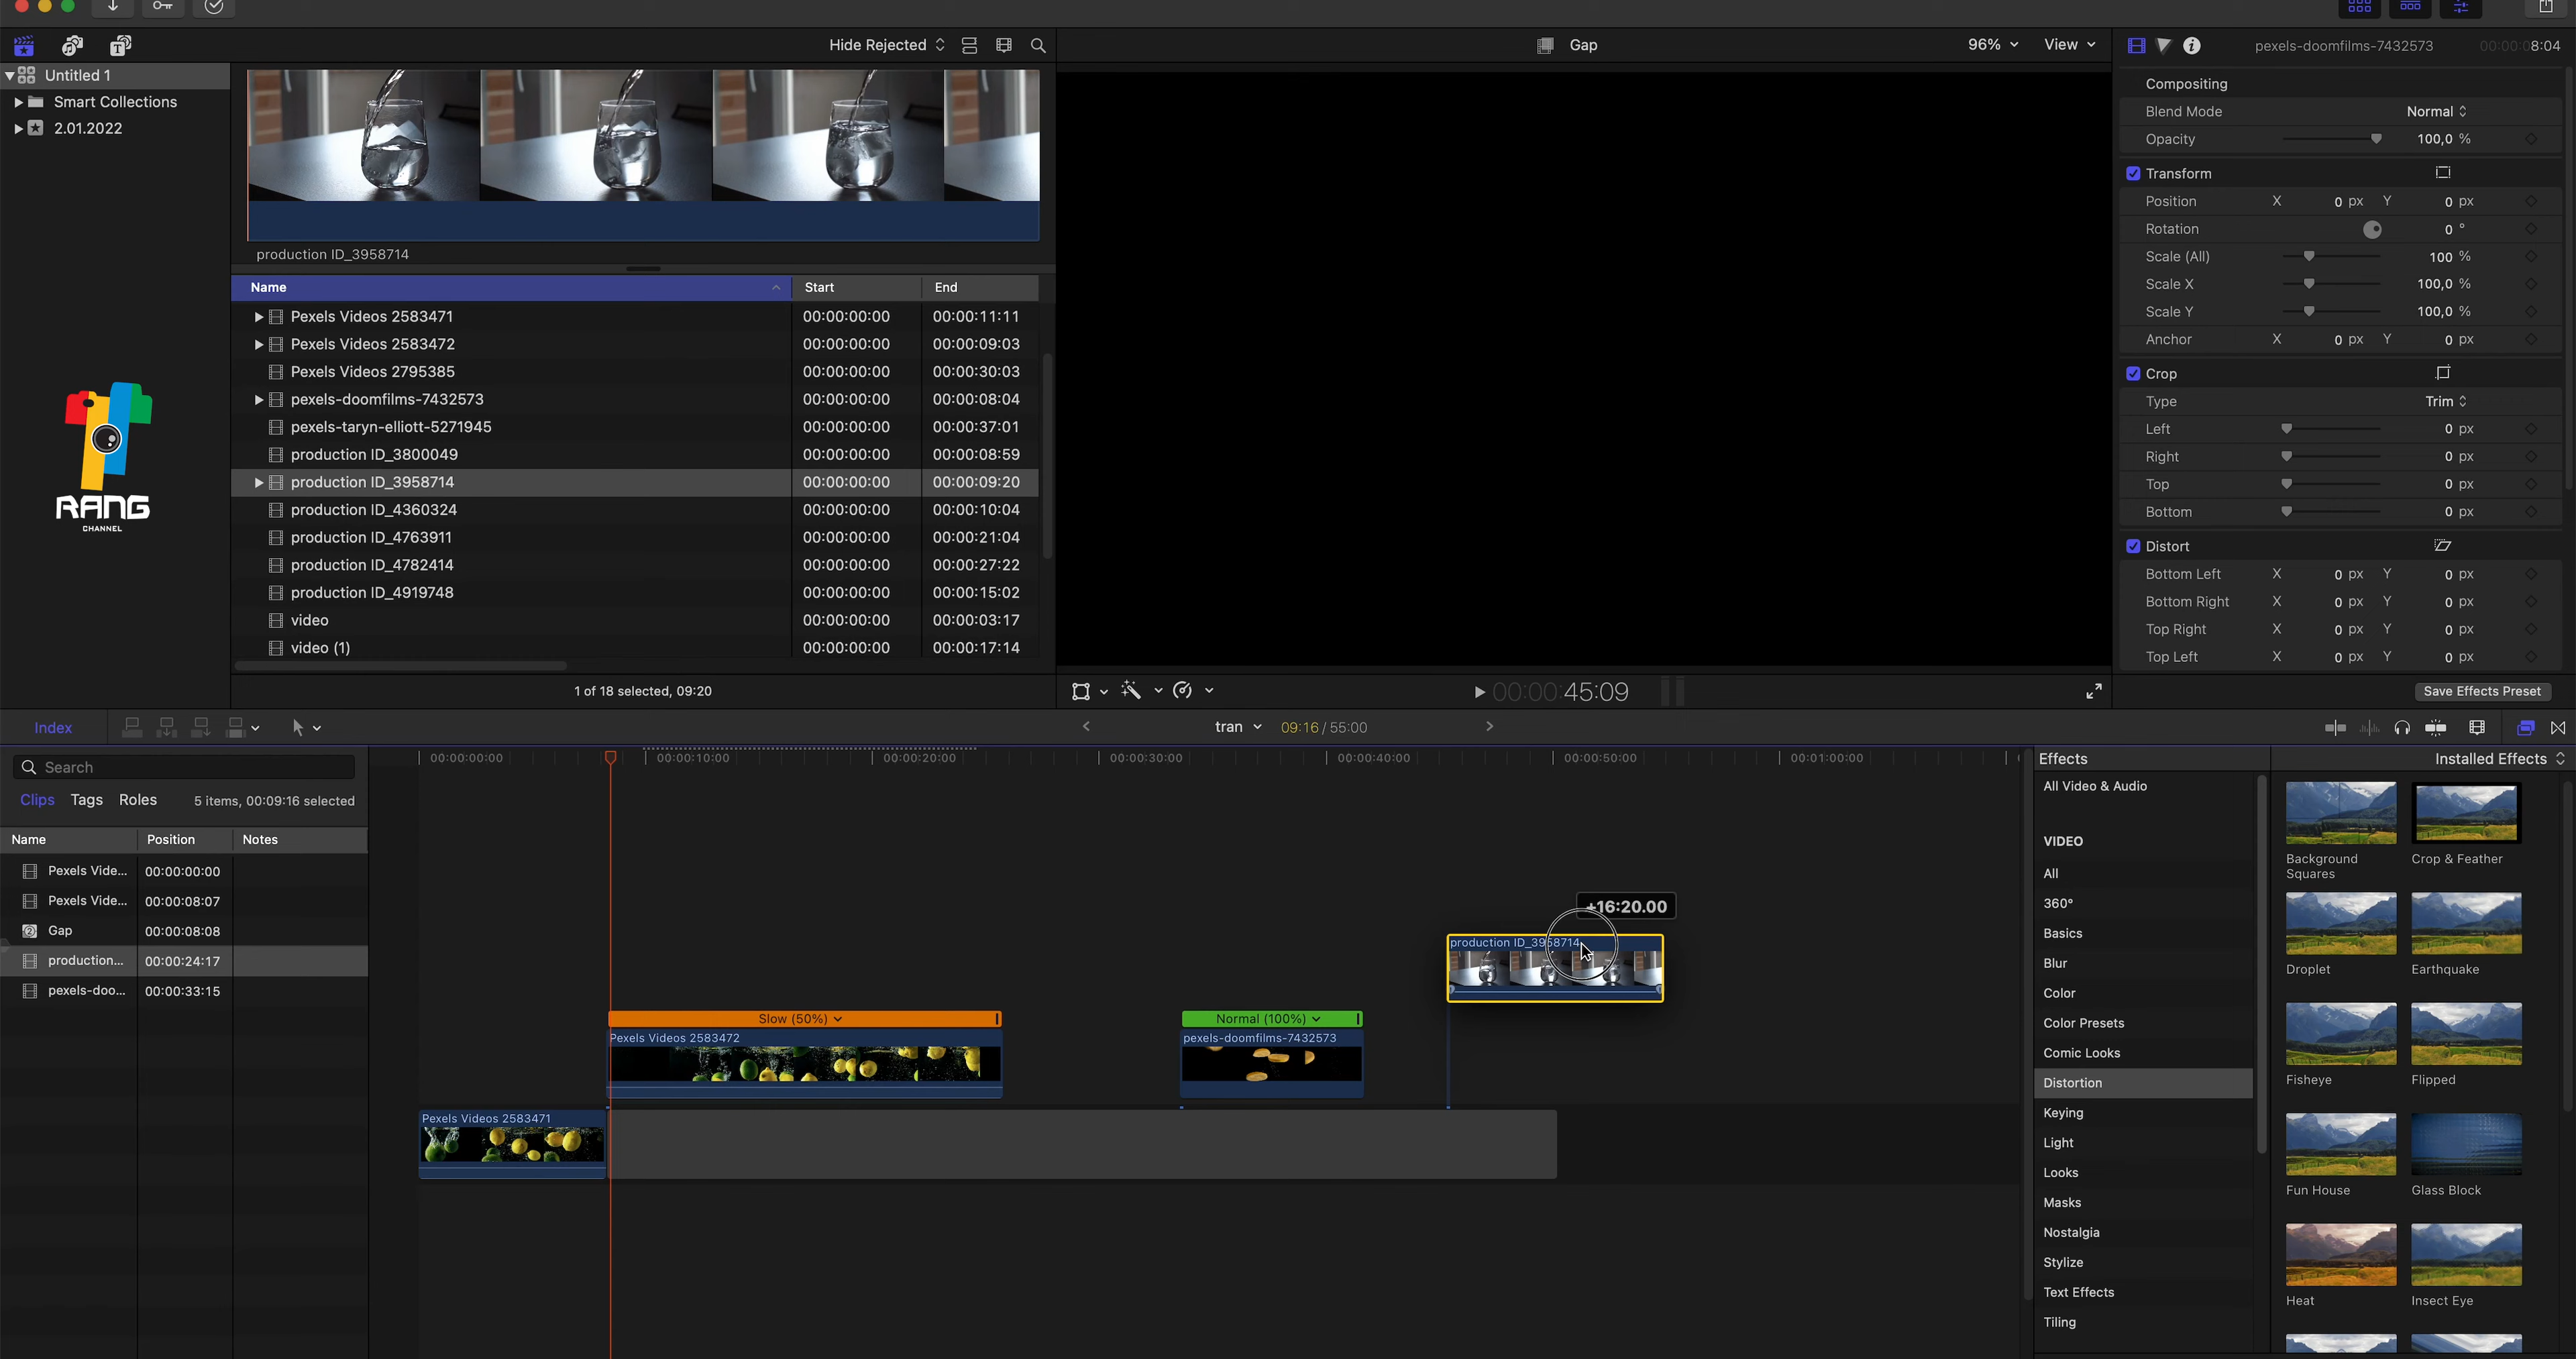 Hide Rejected
Gap
96%
View
pexels-doomfilms-7432573
00:00:08:04
Untitled 1
Smart Collections
2.01.2022
RANG
CHANNEL
production ID_3958714
Name Start End
Pexels Videos 2583471 00:00:00:00 00:00:11:11
Pexels Videos 2583472 00:00:00:00 00:00:09:03
Pexels Videos 2795385 00:00:00:00 00:00:30:03
pexels-doomfilms-7432573 00:00:00:00 00:00:08:04
pexels-taryn-elliott-5271945 00:00:00:00 00:00:37:01
production ID_3800049 00:00:00:00 00:00:08:59
production ID_3958714 00:00:00:00 00:00:09:20
production ID_4360324 00:00:00:00 00:00:10:04
production ID_4763911 00:00:00:00 00:00:21:04
production ID_4782414 00:00:00:00 00:00:27:22
production ID_4919748 00:00:00:00 00:00:15:02
video 00:00:00:00 00:00:03:17
video (1) 00:00:00:00 00:00:17:14
1 of 18 selected, 09:20
00:00:00:45:09
Compositing
Blend Mode Normal
Opacity 100,0 %
Transform
Position X 0 px Y 0 px
Rotation 0 °
Scale (All) 100 %
Scale X 100,0 %
Scale Y 100,0 %
Anchor X 0 px Y 0 px
Crop
Type Trim
Left 0 px
Right 0 px
Top 0 px
Bottom 0 px
Distort
Bottom Left X 0 px Y 0 px
Bottom Right X 0 px Y 0 px
Top Right X 0 px Y 0 px
Top Left X 0 px Y 0 px
Save Effects Preset
Index
tran
09:16 / 55:00
Search
Clips Tags Roles 5 items, 00:09:16 selected
Name Position Notes
Pexels Vide... 00:00:00:00
Pexels Vide... 00:00:08:07
Gap 00:00:08:08
production... 00:00:24:17
pexels-doo... 00:00:33:15
00:00:00:00 00:00:10:00 00:00:20:00 00:00:30:00 00:00:40:00 00:00:50:00 00:01:00:00
+16:20.00
production ID_3958714
Slow (50%)
Pexels Videos 2583472
Normal (100%)
pexels-doomfilms-7432573
Pexels Videos 2583471
Effects
Installed Effects
All Video & Audio
VIDEO
All
360°
Basics
Blur
Color
Color Presets
Comic Looks
Distortion
Keying
Light
Looks
Masks
Nostalgia
Stylize
Text Effects
Tiling
Background Squares
Crop & Feather
Droplet
Earthquake
Fisheye
Flipped
Fun House
Glass Block
Heat
Insect Eye